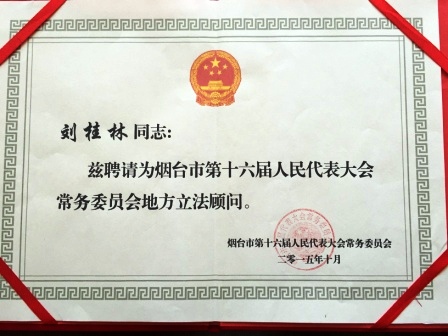 刘桂林同志:
兹聘请为烟台市第十六届人民代表大会
常务委员会地方立法顾问。
烟台市第十六届人民代表大会常务委员会
二〇一五年十月